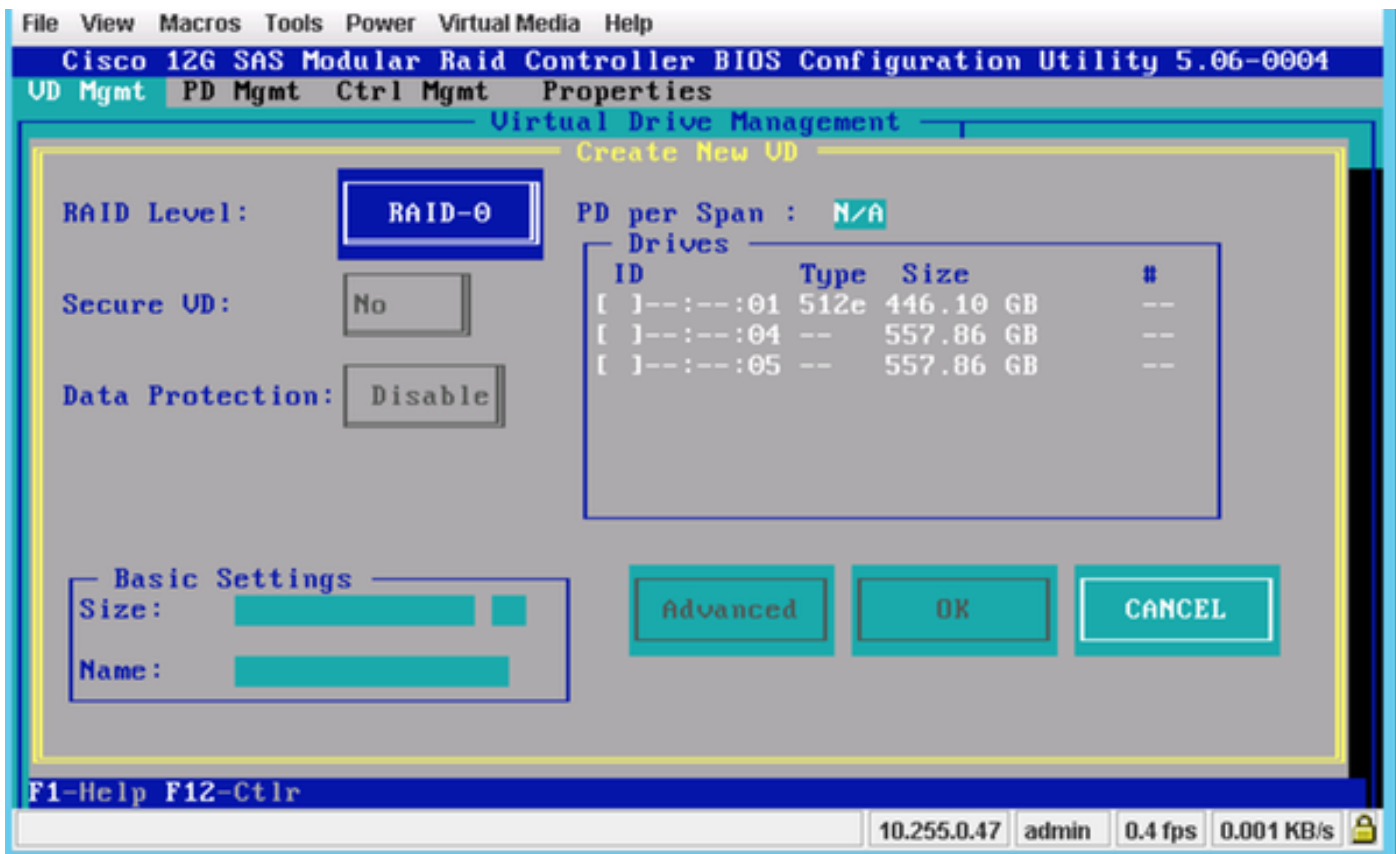 File View Macros Tools Power Virtual Media Help
Cisco 12G SAS Modular Raid Controller BIOS Configuration Utility 5.06-0004
VD Mgmt PD Mgmt Ctrl Mgmt Properties
Virtual Drive Management
Create New VD
RAID Level: RAID-0 PD per Span : N/A
Drives
ID Type Size #
Secure VD: No
[ ]--:--:01 512e 446.10 GB --
[ ]--:--:04 -- 557.86 GB --
[ ]--:--:05 -- 557.86 GB --
Data Protection: Disable
Basic Settings
Size:
Name:
Advanced OK CANCEL
F1-Help F12-Ctlr
10.255.0.47 admin 0.4 fps 0.001 KB/s